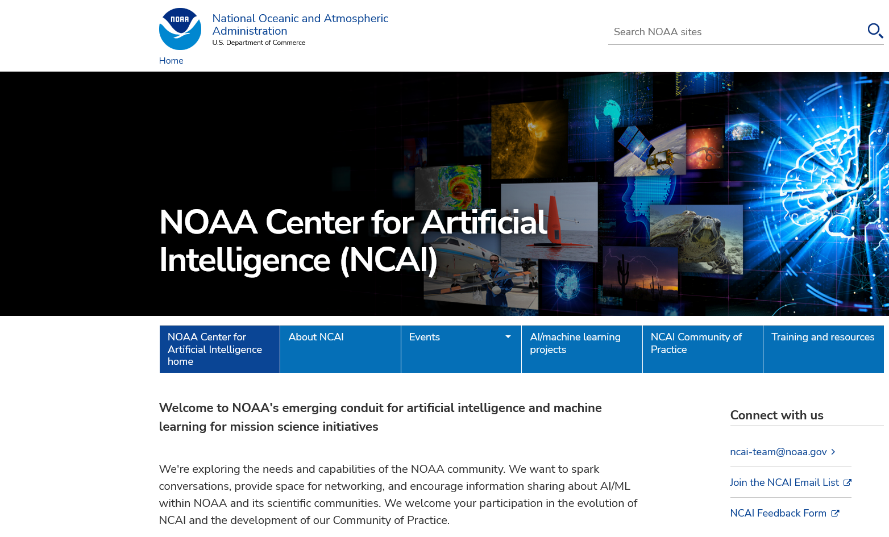 NOAA
National Oceanic and Atmospheric
Administration
U.S. Department of Commerce
Search NOAA sites
Home
NOAA Center for Artificial
Intelligence (NCAI)
NOAA Center for
Artificial Intelligence
home
About NCAI
Events
AI/machine learning
projects
NCAI Community of
Practice
Training and resources
Welcome to NOAA's emerging conduit for artificial intelligence and machine
learning for mission science initiatives
We're exploring the needs and capabilities of the NOAA community. We want to spark
conversations, provide space for networking, and encourage information sharing about AI/ML
within NOAA and its scientific communities. We welcome your participation in the evolution of
NCAI and the development of our Community of Practice.
Connect with us
ncai-team@noaa.gov
Join the NCAI Email List
NCAI Feedback Form